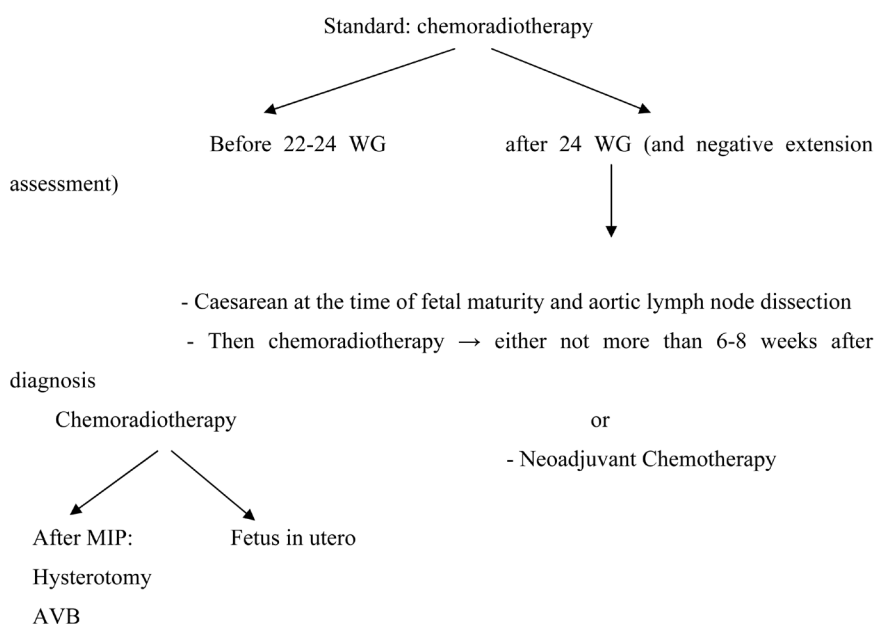 Standard: chemoradiotherapy
Before 22-24 WG after 24 WG (and negative extension
assessment)
- Caesarean at the time of fetal maturity and aortic lymph node dissection
- Then chemoradiotherapy → either not more than 6-8 weeks after
diagnosis
Chemoradiotherapy or
- Neoadjuvant Chemotherapy
After MIP: Fetus in utero
Hysterotomy
AVB